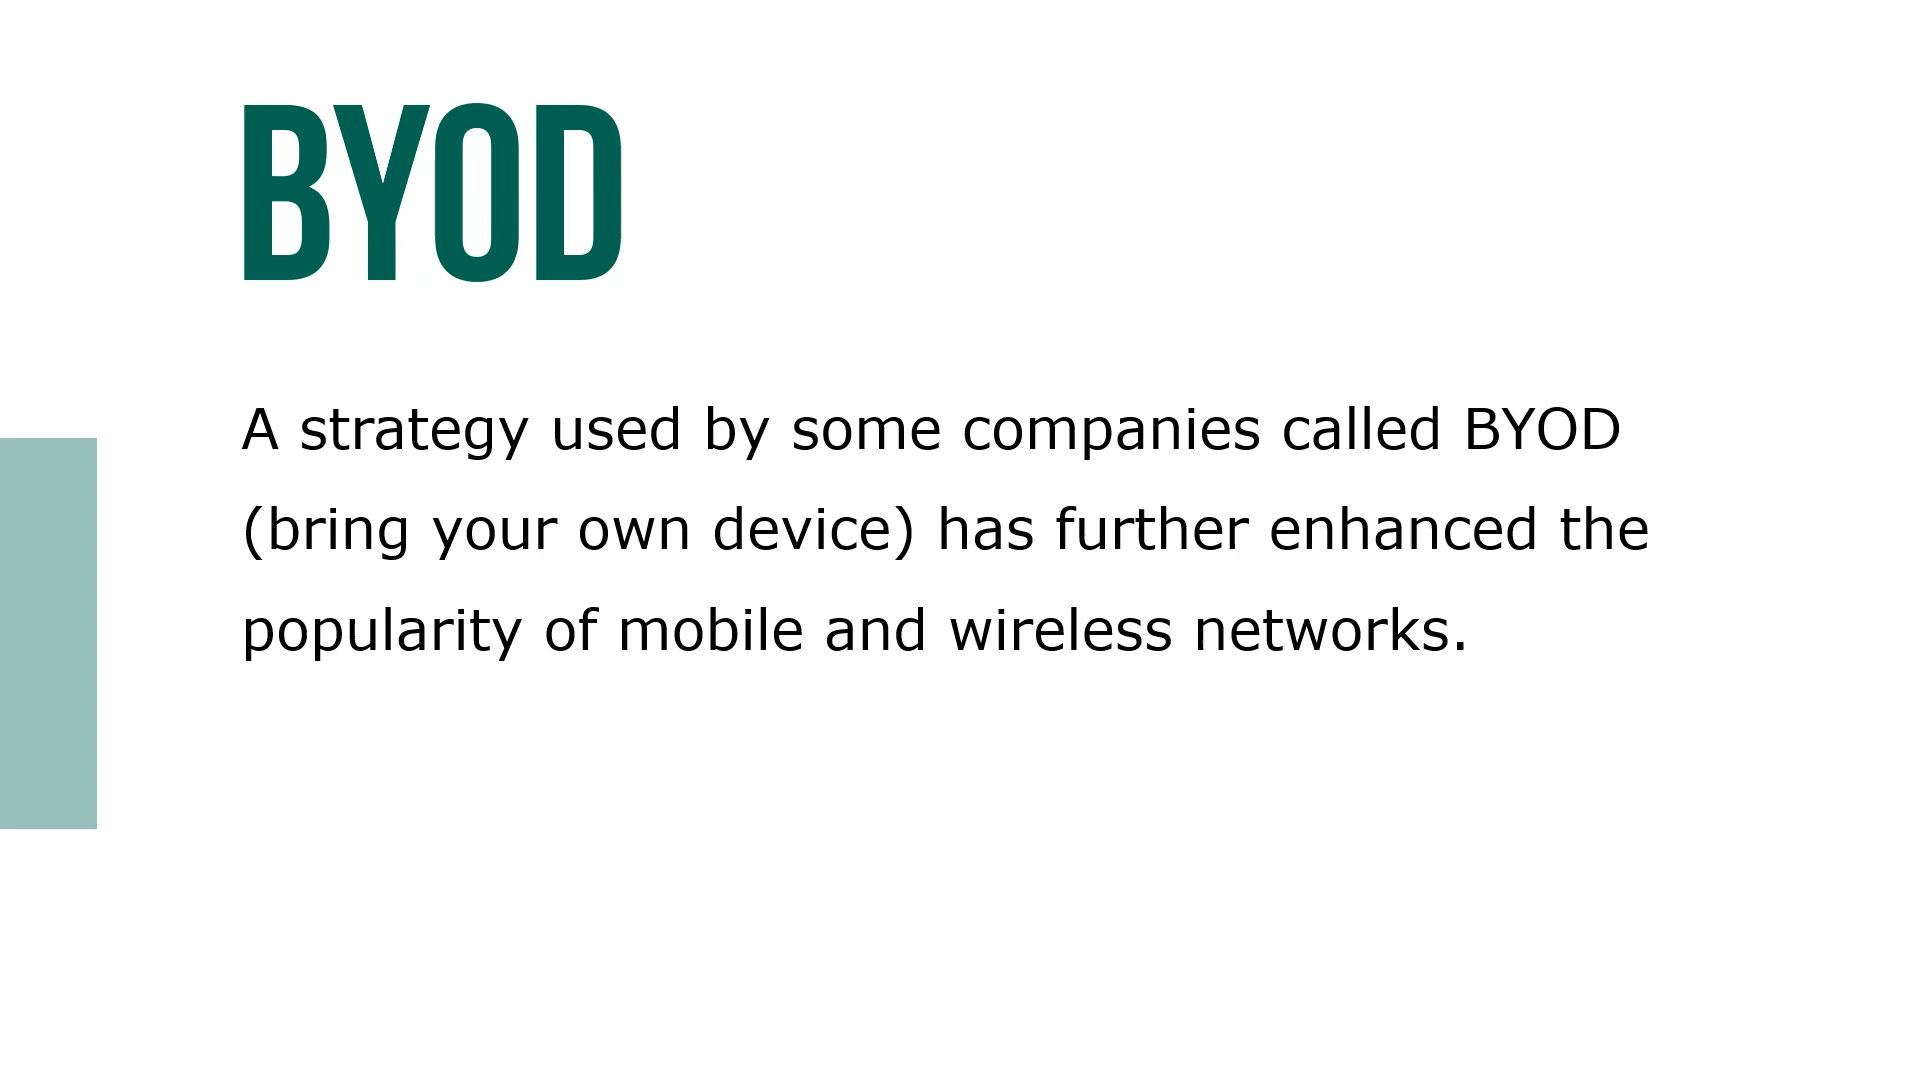 BYOD
A strategy used by some companies called BYOD
(bring your own device) has further enhanced the
popularity of mobile and wireless networks.